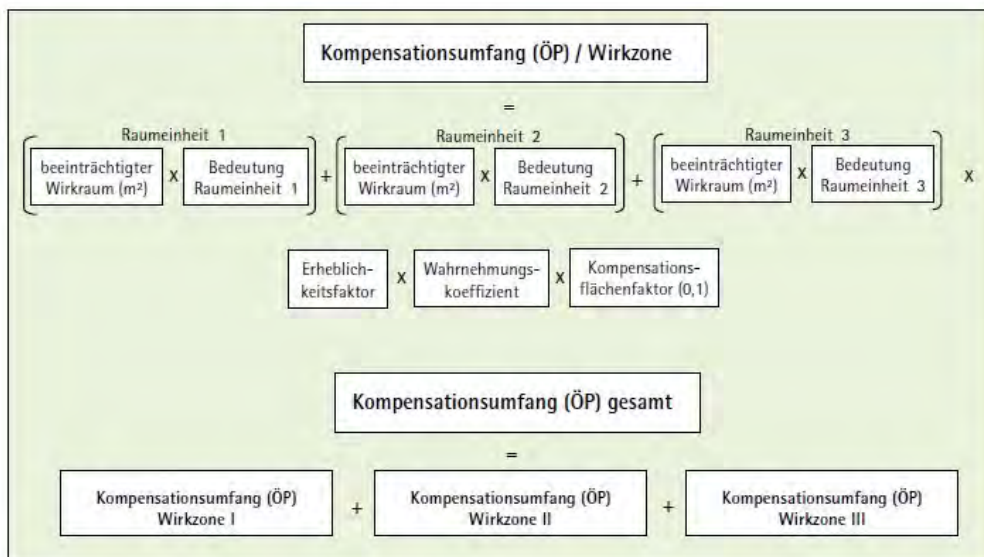 Kompensationsumfang (ÖP) / Wirkzone
=
Raumeinheit 1 Raumeinheit 2 Raumeinheit 3
beeinträchtigter x Bedeutung + beeinträchtigter x Bedeutung + beeinträchtigter x Bedeutung x
Wirkraum (m²) Raumeinheit 1 Wirkraum (m²) Raumeinheit 2 Wirkraum (m²) Raumeinheit 3
Erheblich- x Wahrnehmungs- x Kompensations-
keitsfaktor koeffizient flächenfaktor (0,1)
Kompensationsumfang (ÖP) gesamt
=
Kompensationsumfang (ÖP) + Kompensationsumfang (ÖP) + Kompensationsumfang (ÖP)
Wirkzone I Wirkzone II Wirkzone III